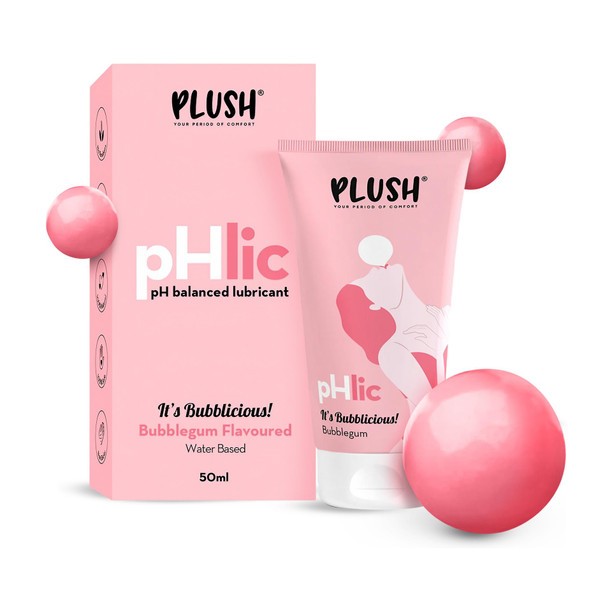 PLUSH®
YOUR PERIOD OF COMFORT
pHlic
pH balanced lubricant
It's Bubblicious!
Bubblegum Flavoured
Water Based
50ml
PLUSH®
YOUR PERIOD OF COMFORT
pHlic
It's Bubblicious!
Bubblegum